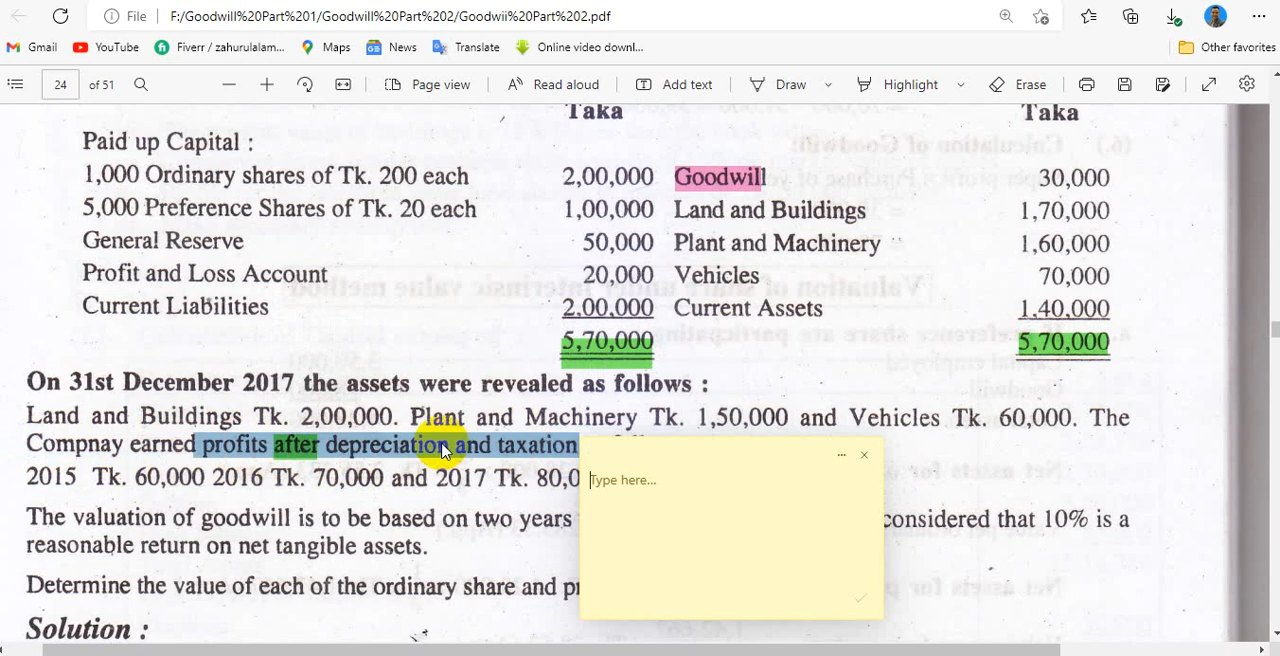 File F:/Goodwill%20Part%201/Goodwill%20Part%202/Goodwii%20Part%202.pdf
Gmail YouTube Fiverr / zahurulalam... Maps News Translate Online video downl... Other favorites
24 of 51 Page view Read aloud Add text Draw Highlight Erase
Taka Taka
Paid up Capital :
1,000 Ordinary shares of Tk. 200 each 2,00,000 Goodwill 30,000
5,000 Preference Shares of Tk. 20 each 1,00,000 Land and Buildings 1,70,000
General Reserve 50,000 Plant and Machinery 1,60,000
Profit and Loss Account 20,000 Vehicles 70,000
Current Liabilities 2,00,000 Current Assets 1,40,000
5,70,000 5,70,000
On 31st December 2017 the assets were revealed as follows :
Land and Buildings Tk. 2,00,000. Plant and Machinery Tk. 1,50,000 and Vehicles Tk. 60,000. The
Compnay earned profits after depreciation and taxation
2015 Tk. 60,000 2016 Tk. 70,000 and 2017 Tk. 80,0
Type here...
The valuation of goodwill is to be based on two years considered that 10% is a
reasonable return on net tangible assets.
Determine the value of each of the ordinary share and
Solution :